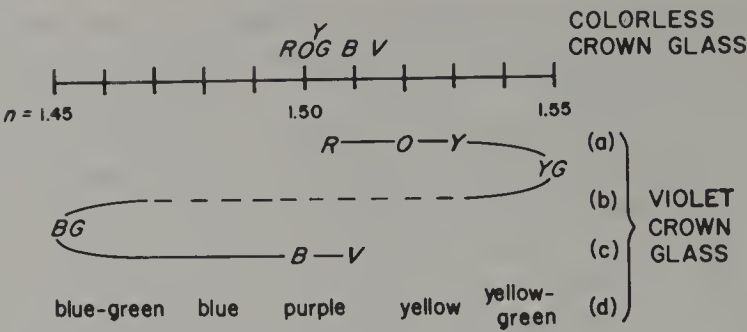 Y
ROG B V
COLORLESS
CROWN GLASS
n = 1.45 1.50 1.55
R O Y (a)
YG
(b) VIOLET
BG CROWN
(c) GLASS
B V
blue-green blue purple yellow yellow-
green (d)